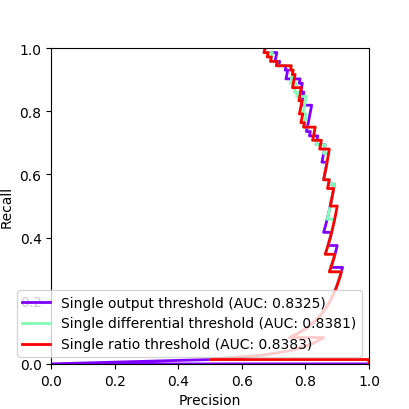 1.0
0.8
0.6
0.4
0.2
0.0
Recall
Single output threshold (AUC: 0.8325)
Single differential threshold (AUC: 0.8381)
Single ratio threshold (AUC: 0.8383)
0.0 0.2 0.4 0.6 0.8 1.0
Precision